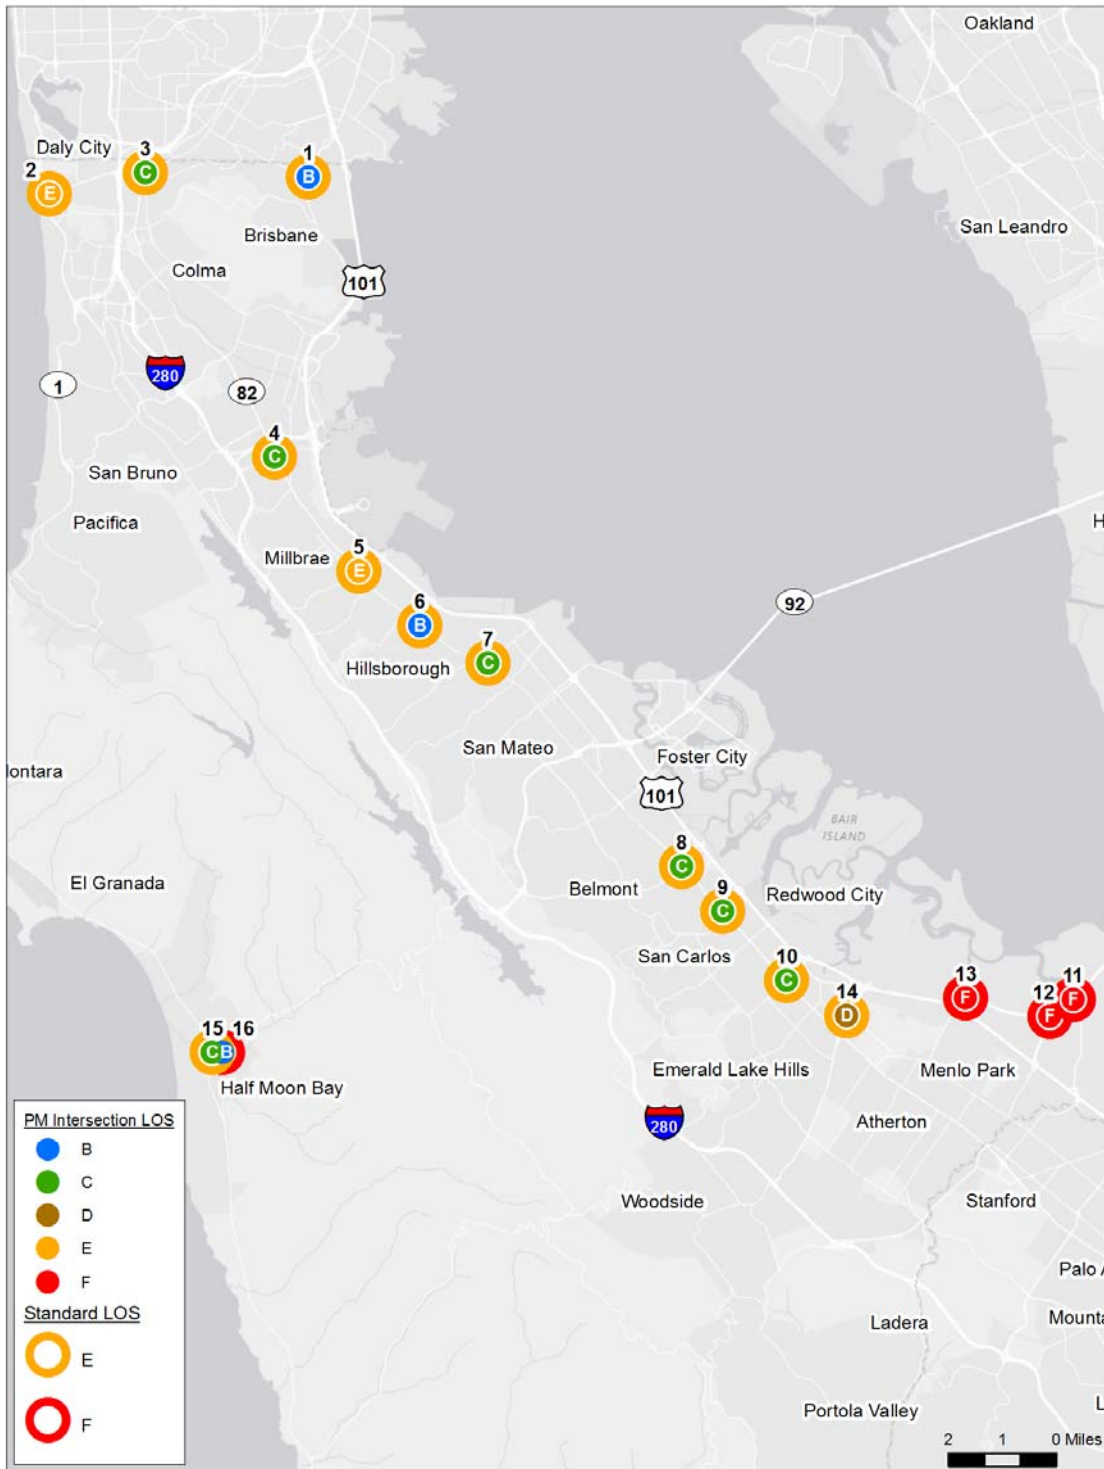 Oakland
Daly City
3
C
1
B
2
E
San Leandro
Brisbane
Colma
101
280
1
82
4
C
San Bruno
Pacifica
H
5
E
Millbrae
6
B
92
7
C
Hillsborough
San Mateo
Foster City
lontara
101
BAIR
ISLAND
8
C
El Granada
Belmont
9
C
Redwood City
San Carlos
10
C
13
F
11
F
12
F
14
D
15
16
C
B
Half Moon Bay
Emerald Lake Hills
Menlo Park
280
Atherton
Woodside
Stanford
Palo A
Mounta
Ladera
Portola Valley
L
PM Intersection LOS
B
C
D
E
F
Standard LOS
E
F
2 1 0 Miles